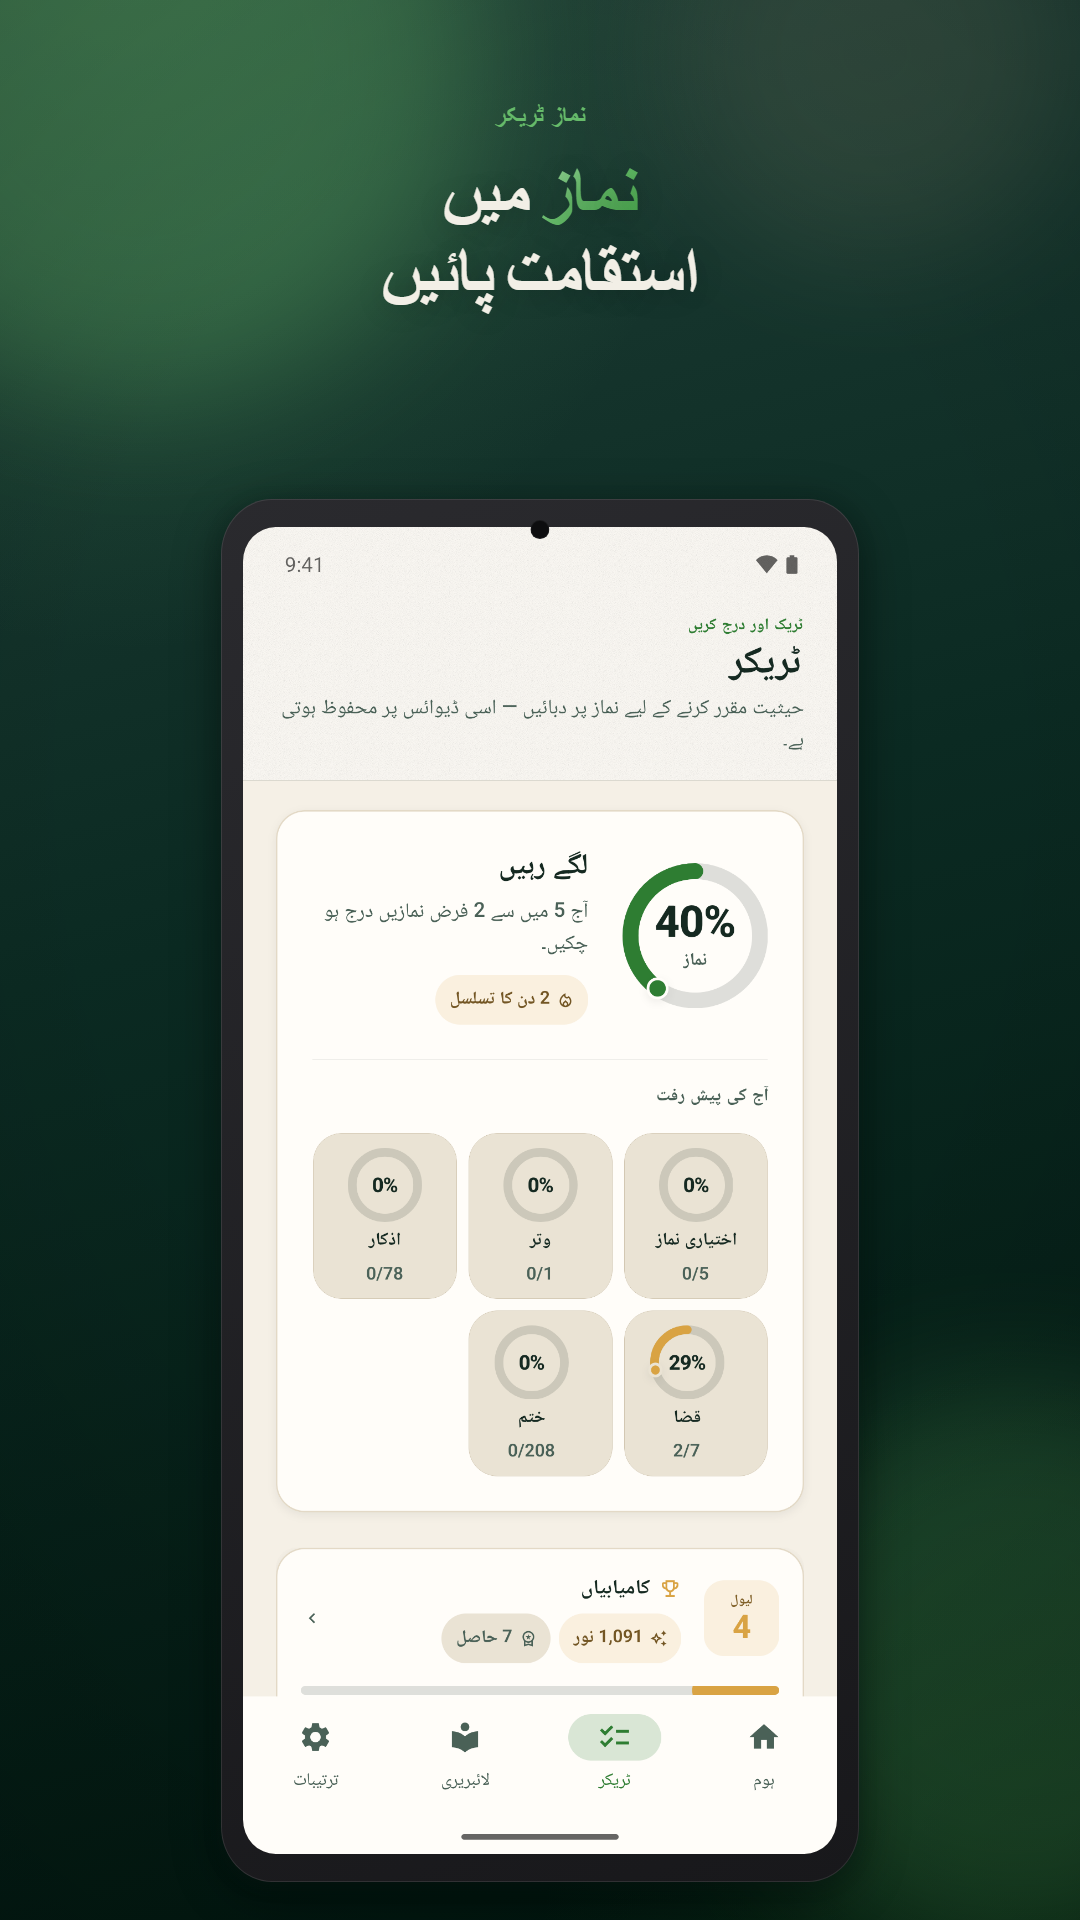 نماز ٹریکر
نماز میں
استقامت پائیں
9:41
ٹریک اور درج کریں
ٹریکر
حیثیت مقرر کرنے کے لیے نماز پر دبائیں — اسی ڈیوائس پر محفوظ ہوتی
ہے۔
40%
نماز
لگے رہیں
آج 5 میں سے 2 فرض نمازیں درج ہو
چکیں۔
2 دن کا تسلسل
آج کی پیش رفت
0%
اختیاری نماز
0/5
0%
وتر
0/1
0%
اذکار
0/78
29%
قضا
2/7
0%
ختم
0/208
لیول
4
کامیابیاں
1,091 نور
7 حاصل
ہوم
ٹریکر
لائبریری
ترتیبات